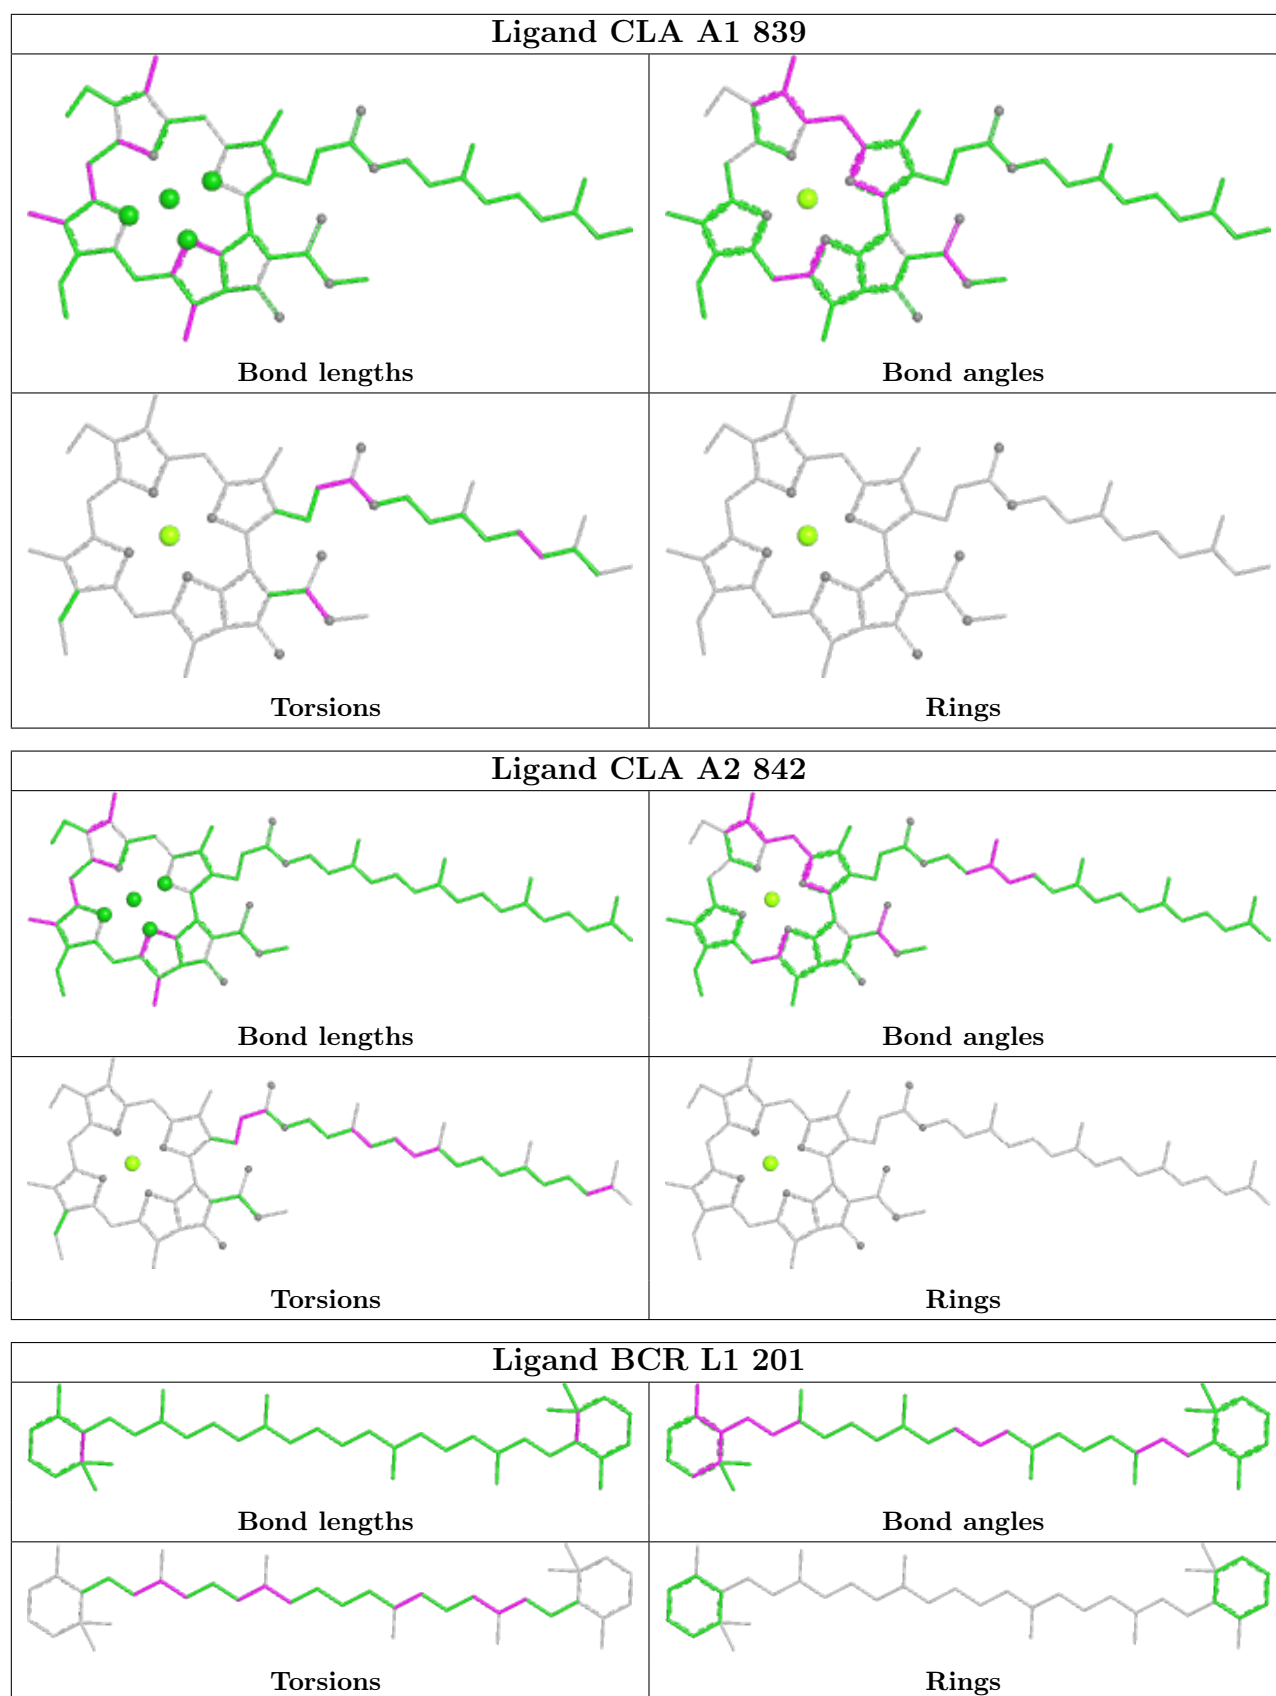 Ligand CLA A1 839
Bond lengths
Bond angles
Torsions
Rings
Ligand CLA A2 842
Bond lengths
Bond angles
Torsions
Rings
Ligand BCR L1 201
Bond lengths
Bond angles
Torsions
Rings